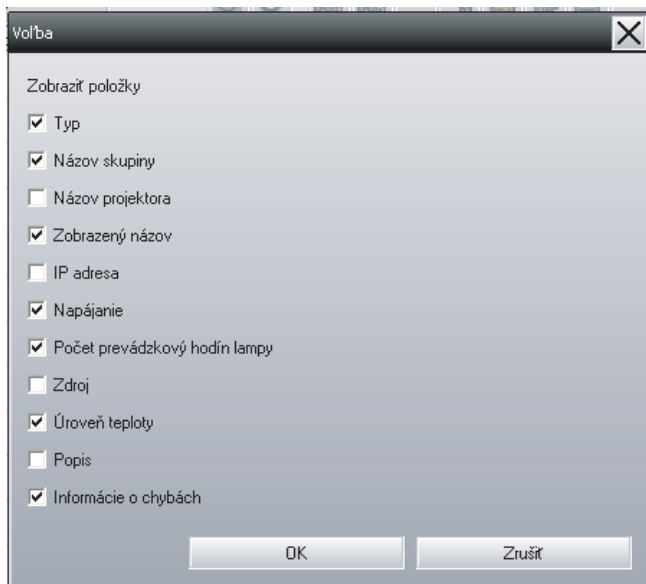 Voľba
Zobraziť položky
Typ
Názov skupiny
Názov projektora
Zobrazený názov
IP adresa
Napájanie
Počet prevádzkový hodín lampy
Zdroj
Úroveň teploty
Popis
Informácie o chybách
OK Zrušiť